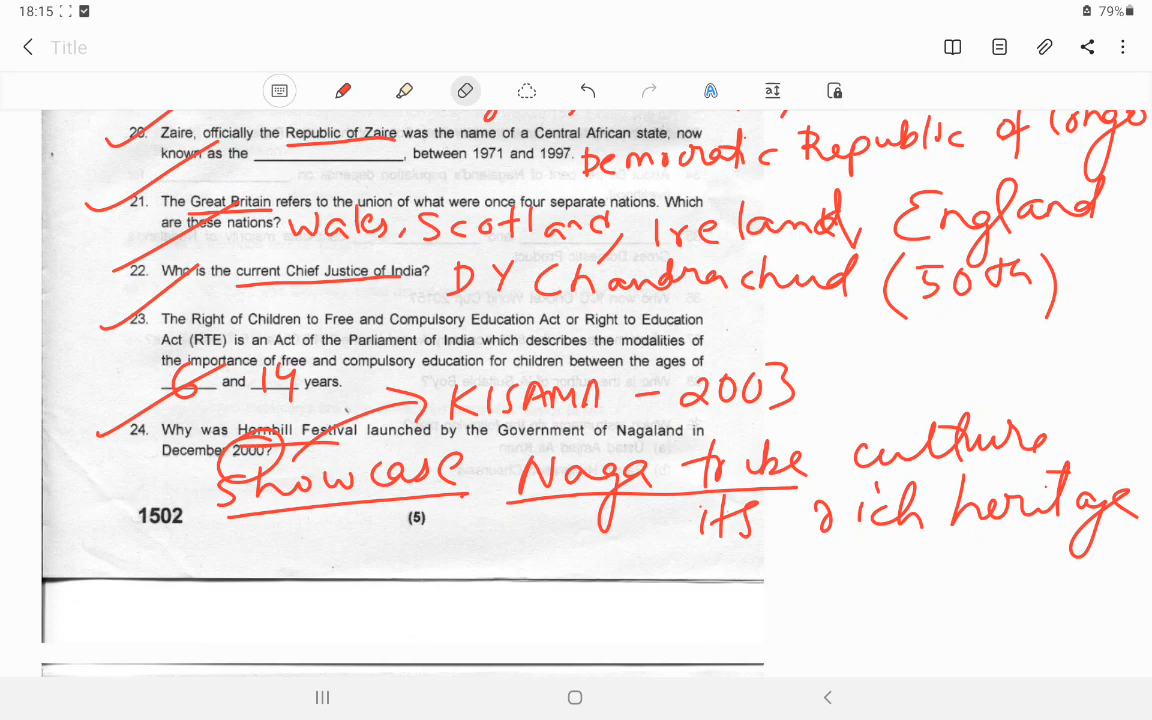 18:15
79%
Title
20. Zaire, officially the Republic of Zaire was the name of a Central African state, now
known as the ____________, between 1971 and 1997. Democratic Republic of Congo
21. The Great Britain refers to the union of what were once four separate nations. Which
are these nations? Wales, Scotland, Ireland, England
22. Who is the current Chief Justice of India? D Y Chandrachud (50th)
23. The Right of Children to Free and Compulsory Education Act or Right to Education
Act (RTE) is an Act of the Parliament of India which describes the modalities of
the importance of free and compulsory education for children between the ages of
6 and 14 years.
KISAMA - 2003
24. Why was Hornbill Festival launched by the Government of Nagaland in
December 2000?
Showcase Naga tribe culture
its rich heritage
1502
(5)